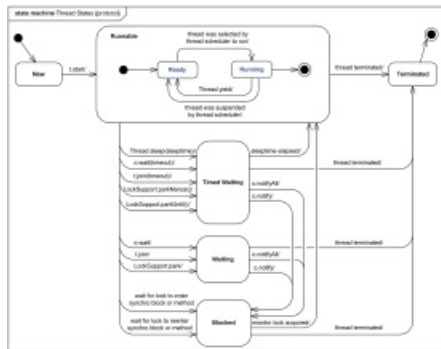 state machine Thread States {protocol}
Runnable
thread was selected by
thread scheduler to run/
New
t.start/
Ready
Running
thread terminated/
Terminated
Thread.yield/
thread was suspended
by thread scheduler/
Thread.sleep(sleeptime)/
sleeptime elapsed/
o.wait(timeout)/
thread terminated/
t.join(timeout)/
Timed Waiting
LockSupport.parkNanos()/
o.notifyAll/
LockSupport.parkUntil()/
o.notify/
o.wait/
o.notifyAll/
thread terminated/
t.join/
Waiting
LockSupport.park/
o.notify/
wait for lock to enter
synchro block or method
wait for lock to reenter
synchro block or method
Blocked
monitor lock acquired/
thread terminated/